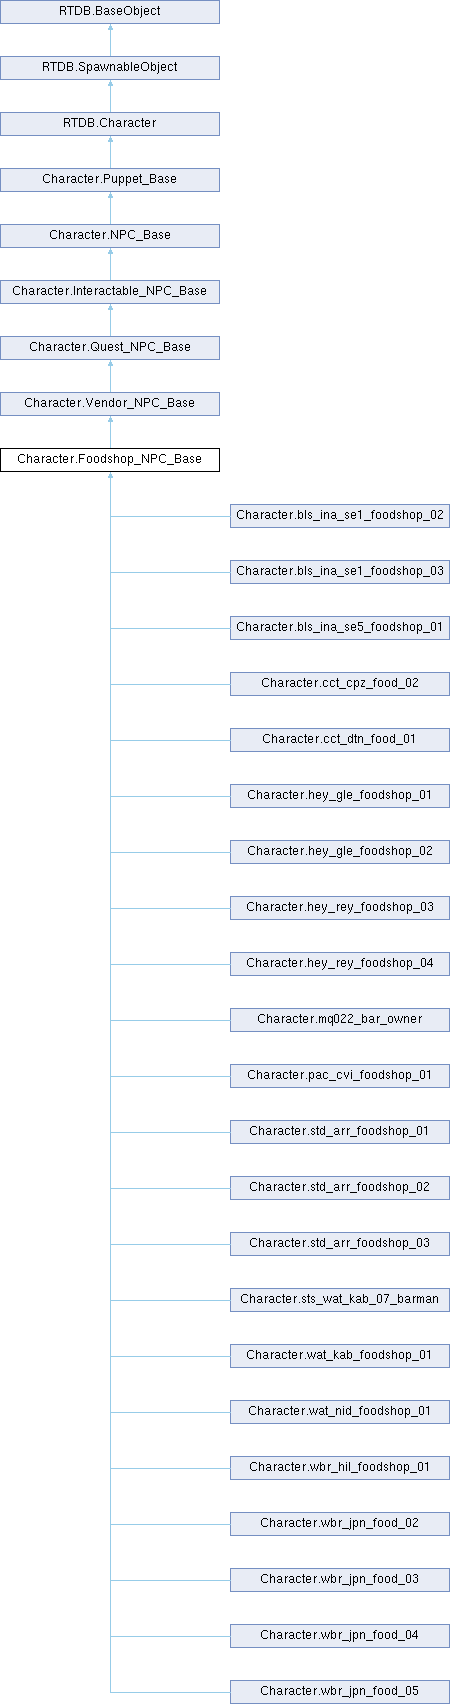 RTDB.BaseObject
RTDB.SpawnableObject
RTDB.Character
Character.Puppet_Base
Character.NPC_Base
Character.Interactable_NPC_Base
Character.Quest_NPC_Base
Character.Vendor_NPC_Base
Character.Foodshop_NPC_Base
Character.bls_ina_se1_foodshop_02
Character.bls_ina_se1_foodshop_03
Character.bls_ina_se5_foodshop_01
Character.cct_cpz_food_02
Character.cct_dtn_food_01
Character.hey_gle_foodshop_01
Character.hey_gle_foodshop_02
Character.hey_rey_foodshop_03
Character.hey_rey_foodshop_04
Character.mq022_bar_owner
Character.pac_cvi_foodshop_01
Character.std_arr_foodshop_01
Character.std_arr_foodshop_02
Character.std_arr_foodshop_03
Character.sts_wat_kab_07_barman
Character.wat_kab_foodshop_01
Character.wat_nid_foodshop_01
Character.wbr_hil_foodshop_01
Character.wbr_jpn_food_02
Character.wbr_jpn_food_03
Character.wbr_jpn_food_04
Character.wbr_jpn_food_05